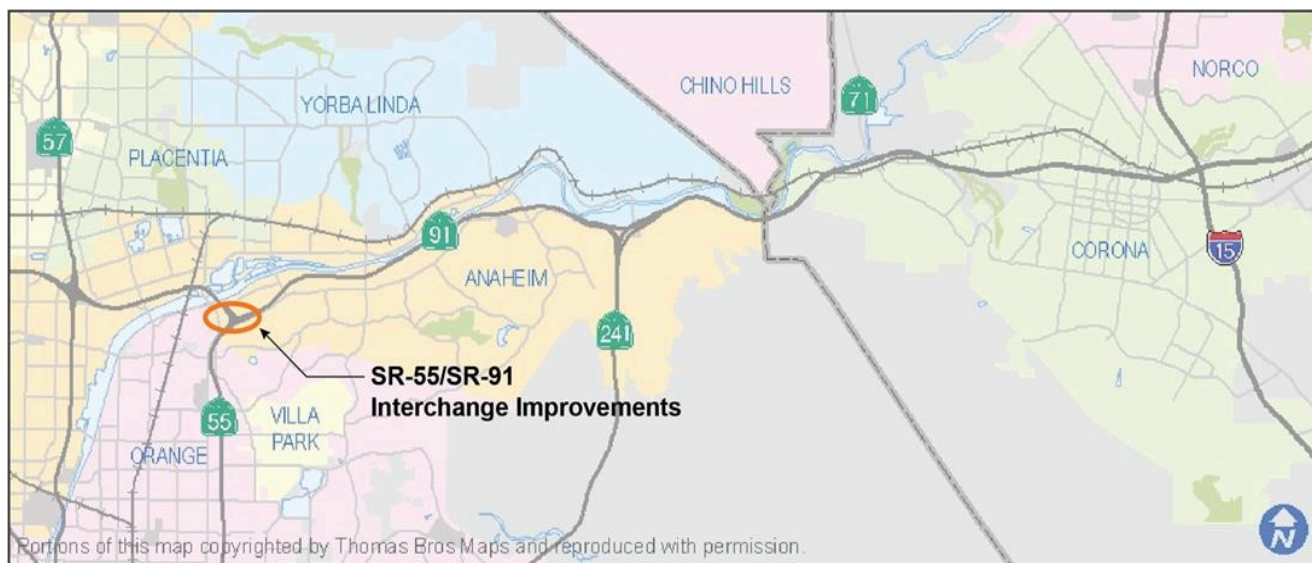 CHINO HILLS
71
NORCO
YORBA LINDA
57
PLACENTIA
91
ANAHEIM
CORONA
15
241
SR-55/SR-91
Interchange Improvements
55
VILLA
PARK
ORANGE
Portions of this map copyrighted by Thomas Bros Maps and reproduced with permission.
N